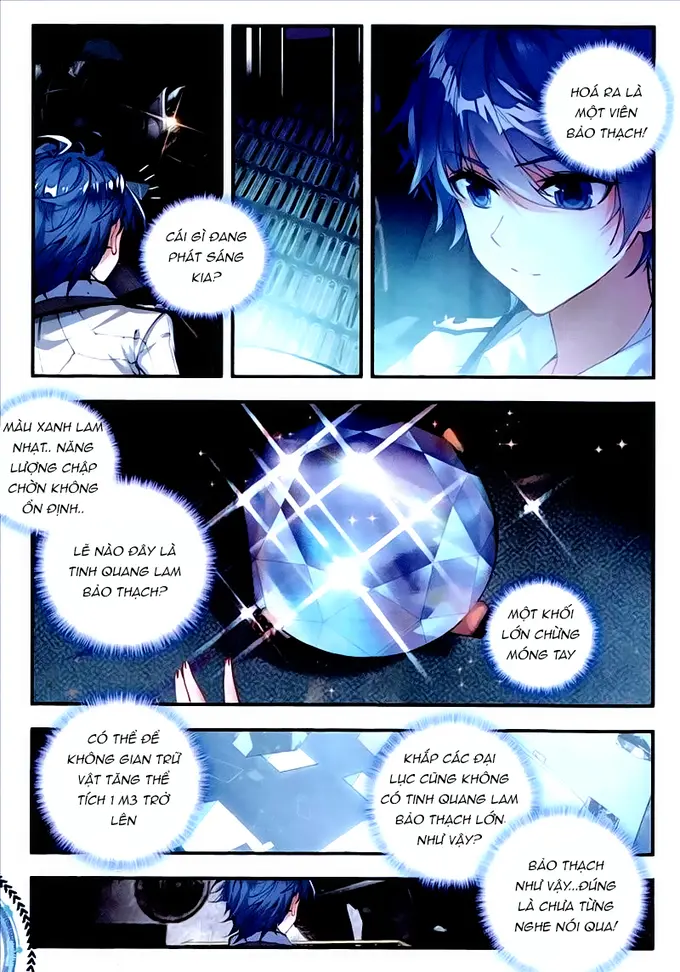 CÁI GÌ ĐANG
PHÁT SÁNG
KIA?
HOÁ RA LÀ
MỘT VIÊN
BẢO THẠCH!
MÀU XANH LAM
NHẠT.. NĂNG
LƯỢNG CHẬP
CHỜN KHÔNG
ỔN ĐỊNH..
LẼ NÀO ĐÂY LÀ
TINH QUANG LAM
BẢO THẠCH?
MỘT KHỐI
LỚN CHỪNG
MÓNG TAY
CÓ THỂ ĐỂ
KHÔNG GIAN TRỮ
VẬT TĂNG THỂ
TÍCH 1 M3 TRỞ
LÊN
KHẮP CÁC ĐẠI
LỤC CŨNG KHÔNG
CÓ TINH QUANG LAM
BẢO THẠCH LỚN
NHƯ VẬY?
BẢO THẠCH
NHƯ VẬY..ĐÚNG
LÀ CHƯA TỪNG
NGHE NÓI QUA!